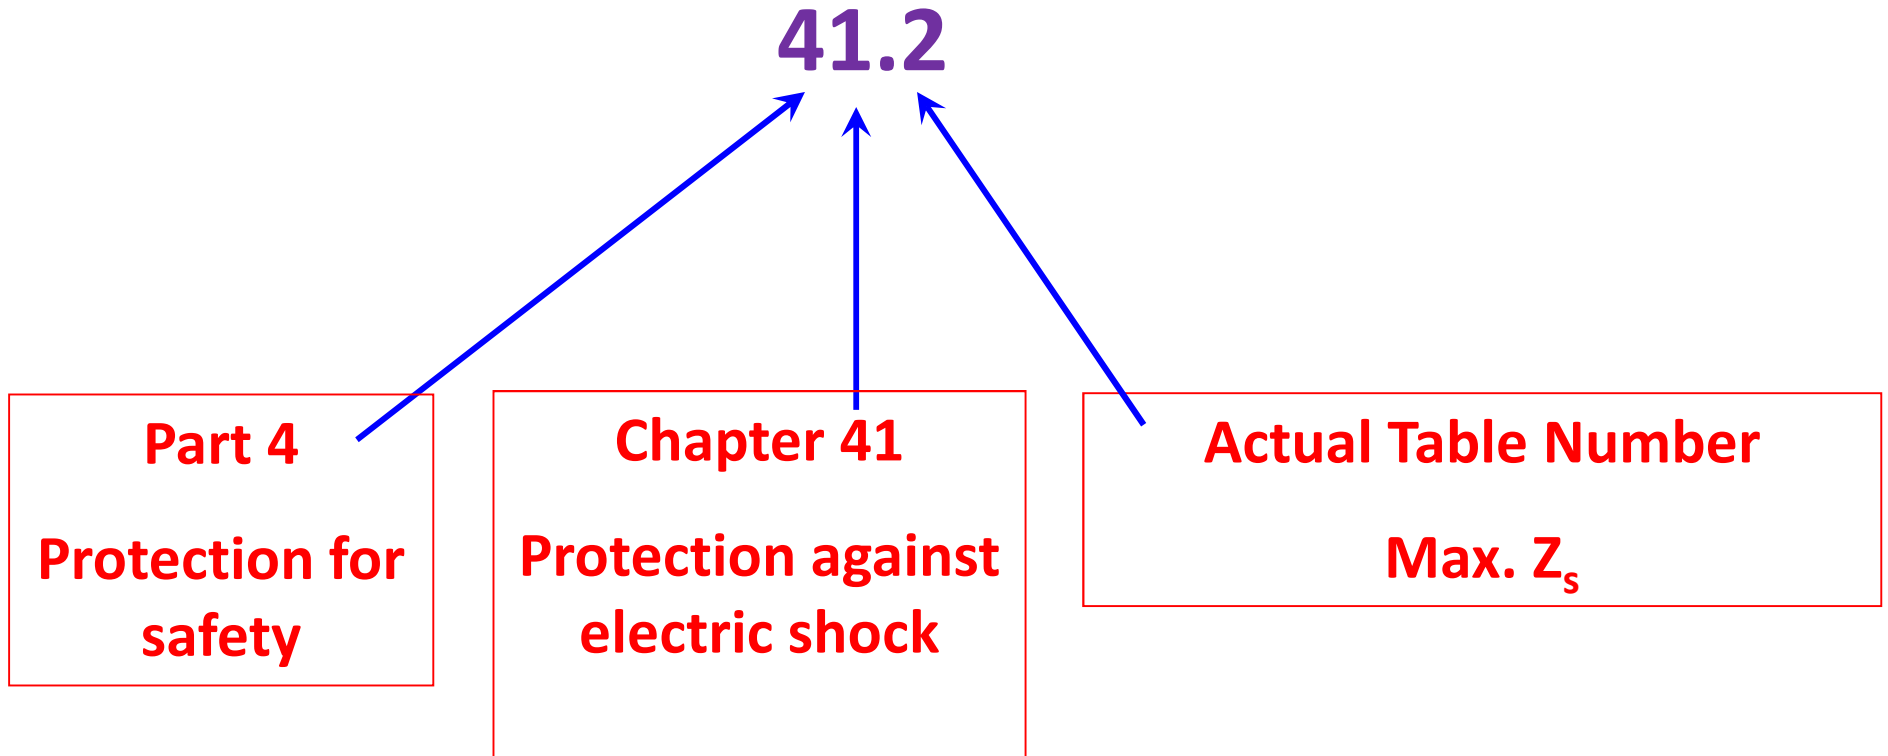 41.2
Part 4
Protection for
safety
Chapter 41
Protection against
electric shock
Actual Table Number
Max. Zs